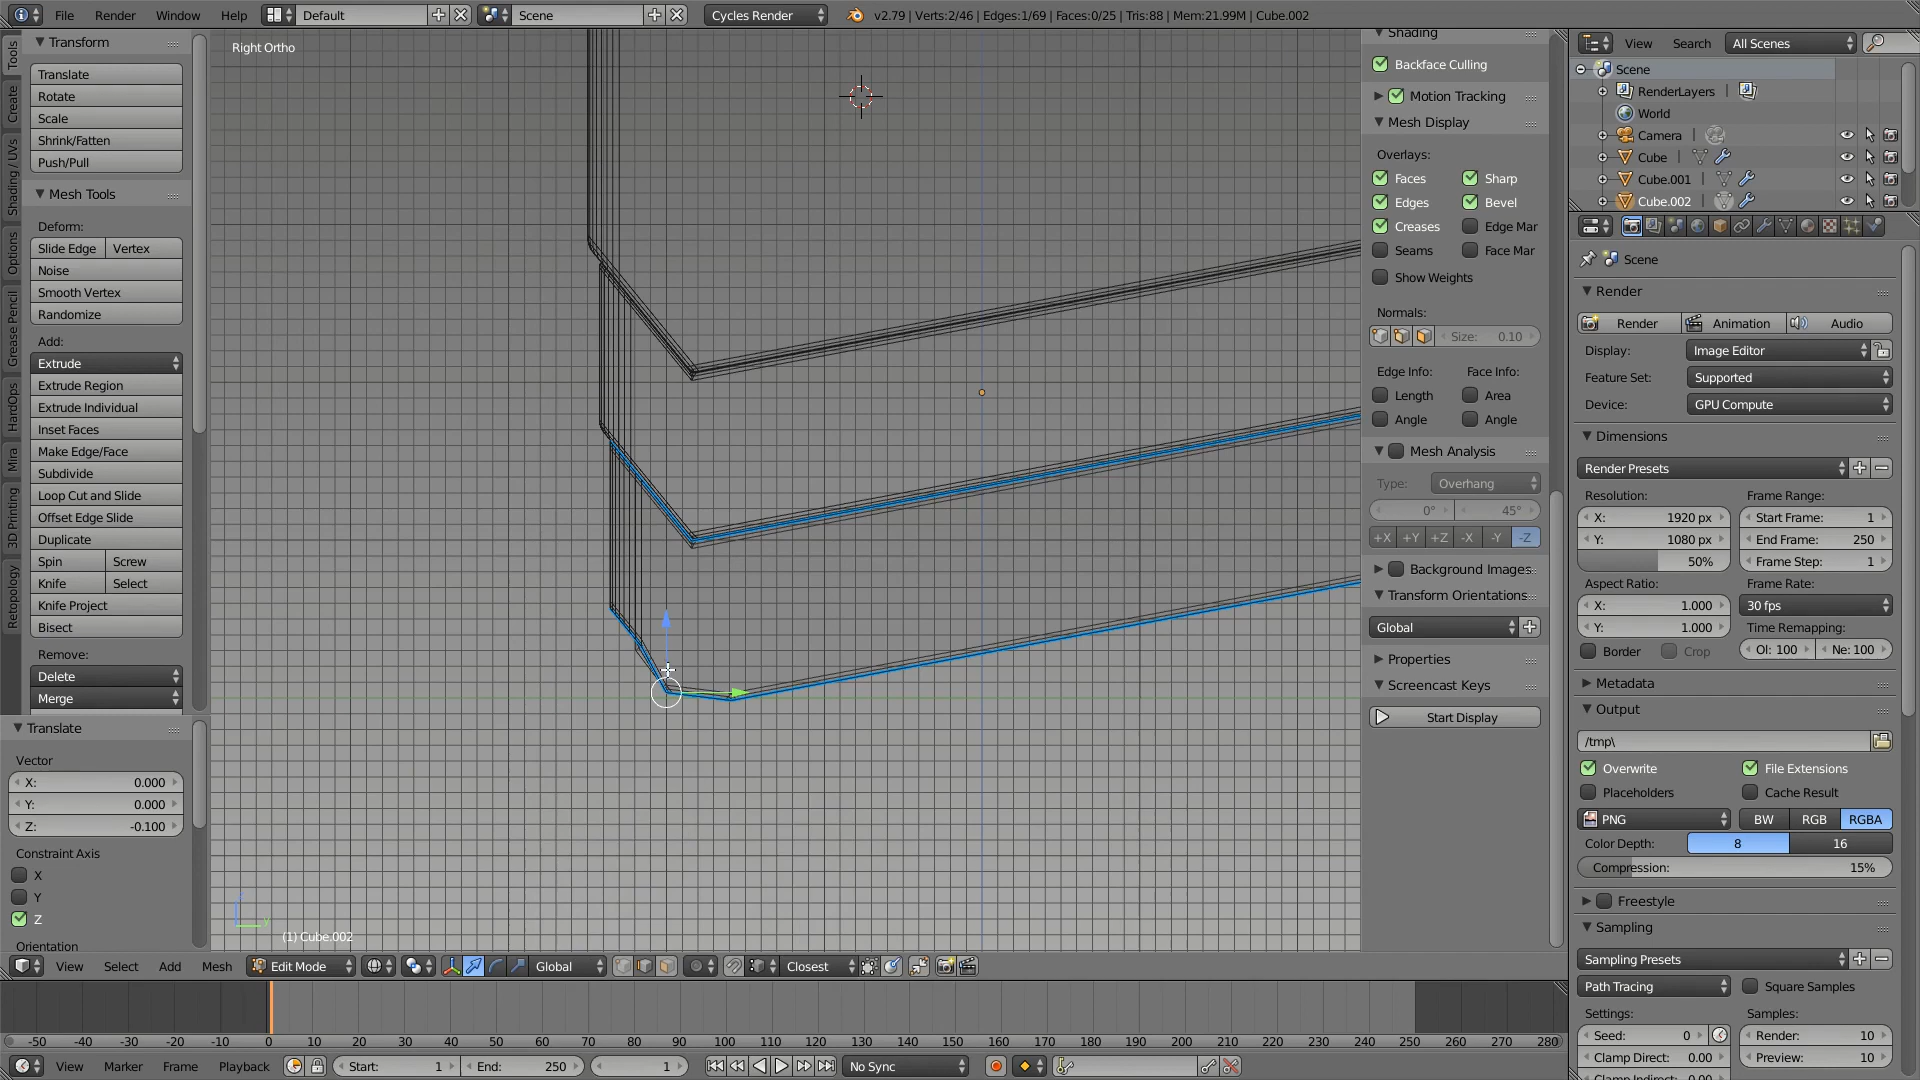 File Render Window Help Default Scene Cycles Render v2.79 | Verts:2/46 | Edges:1/69 | Faces:0/25 | Tris:88 | Mem:21.99M | Cube.002
Tools
Create
Shading / UVs
Options
Grease Pencil
HardOps
Mira
3D Printing
Retopology
Transform
Translate
Rotate
Scale
Shrink/Fatten
Push/Pull
Mesh Tools
Deform:
Slide Edge Vertex
Noise
Smooth Vertex
Randomize
Add:
Extrude
Extrude Region
Extrude Individual
Inset Faces
Make Edge/Face
Subdivide
Loop Cut and Slide
Offset Edge Slide
Duplicate
Spin Screw
Knife Select
Knife Project
Bisect
Remove:
Delete
Merge
Translate
Vector
X: 0.000
Y: 0.000
Z: -0.100
Constraint Axis
X
Y
Z
Orientation
Right Ortho
(1) Cube.002
Shading
Backface Culling
Motion Tracking
Mesh Display
Overlays:
Faces Sharp
Edges Bevel
Creases Edge Mar
Seams Face Mar
Show Weights
Normals:
Size: 0.10
Edge Info: Face Info:
Length Area
Angle Angle
Mesh Analysis
Type: Overhang
0° 45°
+X +Y +Z -X -Y -Z
Background Images
Transform Orientations
Global
Properties
Screencast Keys
Start Display
View Search All Scenes
Scene
RenderLayers
World
Camera
Cube
Cube.001
Cube.002
Scene
Render
Render Animation Audio
Display: Image Editor
Feature Set: Supported
Device: GPU Compute
Dimensions
Render Presets
Resolution: Frame Range:
X: 1920 px Start Frame: 1
Y: 1080 px End Frame: 250
50% Frame Step: 1
Aspect Ratio: Frame Rate:
X: 1.000 30 fps
Y: 1.000 Time Remapping:
Border Crop Ol: 100 Ne: 100
Metadata
Output
/tmp\
Overwrite File Extensions
Placeholders Cache Result
PNG BW RGB RGBA
Color Depth: 8 16
Compression: 15%
Freestyle
Sampling
Sampling Presets
Path Tracing Square Samples
Settings: Samples:
Seed: 0 Render: 10
Clamp Direct: 0.00 Preview: 10
View Select Add Mesh Edit Mode Global Closest
-50 -40 -30 -20 -10 0 10 20 30 40 50 60 70 80 90 100 110 120 130 140 150 160 170 180 190 200 210 220 230 240 250 260 270 280
View Marker Frame Playback Start: 1 End: 250 1 No Sync